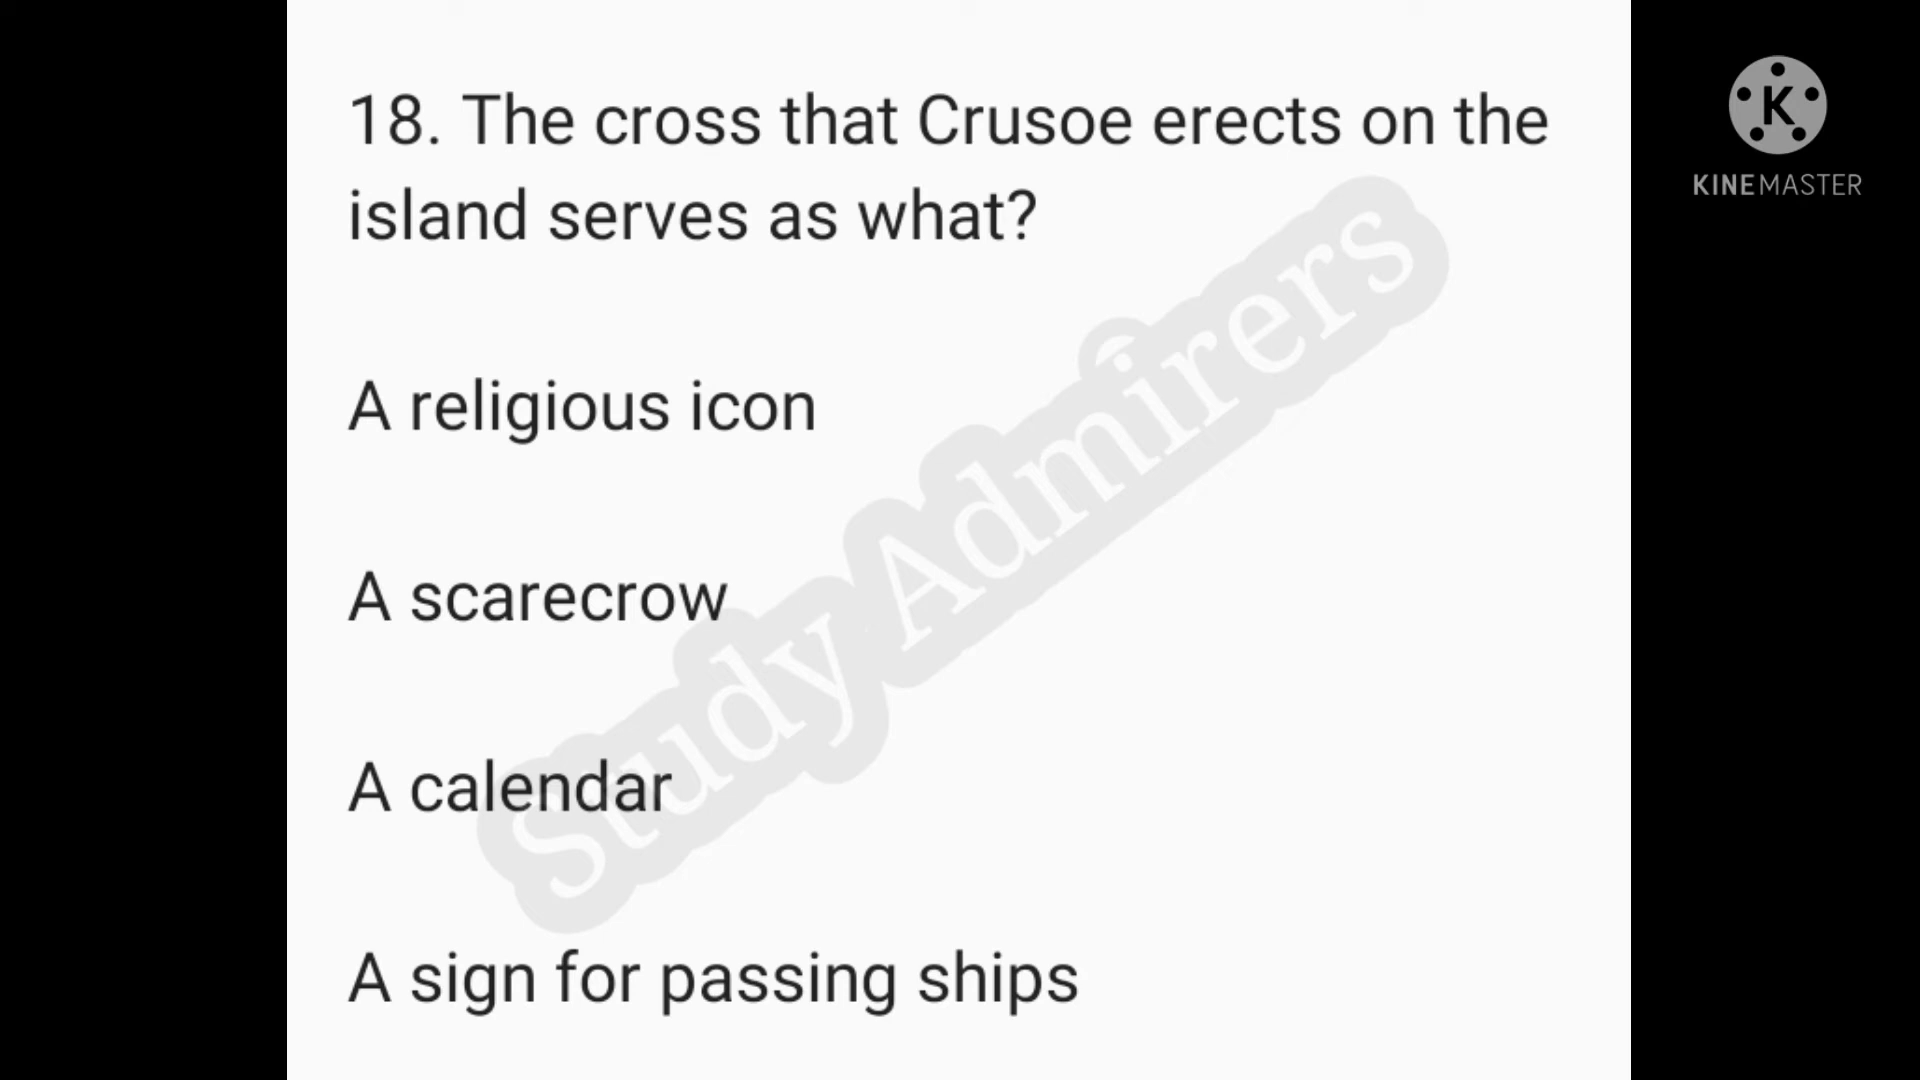 18. The cross that Crusoe erects on the
island serves as what?
A religious icon
A scarecrow
A calendar
A sign for passing ships
Study Admirers
K
KINEMASTER